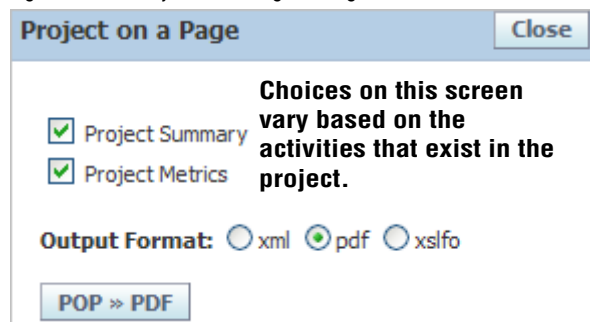 Project on a Page
Close
Choices on this screen
vary based on the
activities that exist in the
project.
Project Summary
Project Metrics
Output Format: xml pdf xslfo
POP » PDF